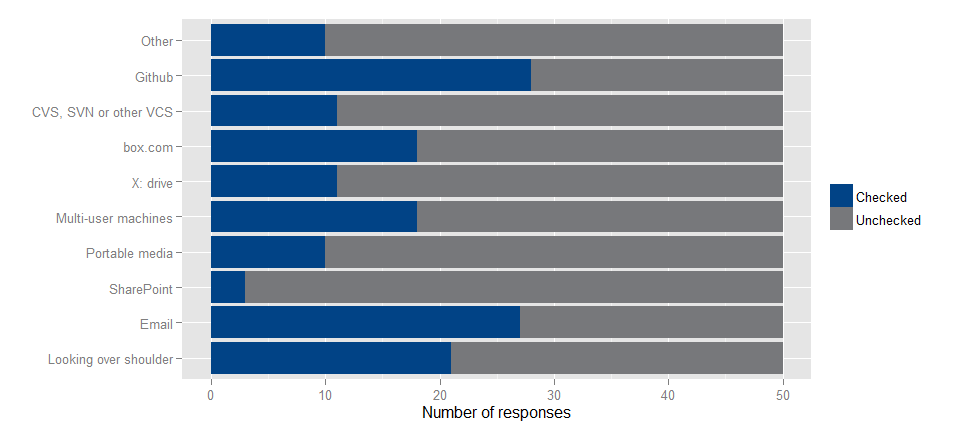 Other
Github
CVS, SVN or other VCS
box.com
X: drive
Multi-user machines
Portable media
SharePoint
Email
Looking over shoulder
0 10 20 30 40 50
Number of responses
Checked
Unchecked